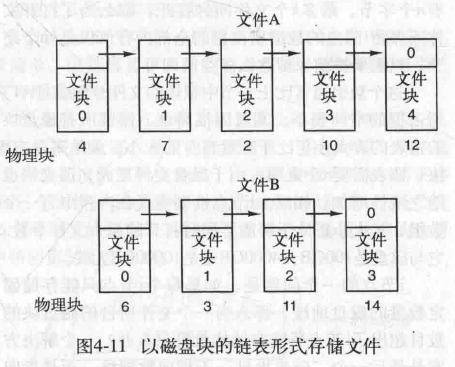 文件A
0
文件 文件 文件 文件 文件
块 块 块 块 块
0 1 2 3 4
物理块 4 7 2 10 12
文件B
0
文件 文件 文件 文件
块 块 块 块
0 1 2 3
物理块 6 3 11 14
图4-11 以磁盘块的链表形式存储文件